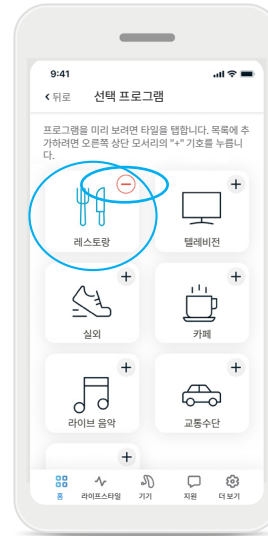 9:41
뒤로 선택 프로그램
프로그램을 미리 보려면 타일을 탭합니다. 목록에 추
가하려면 오른쪽 상단 모서리의 "+" 기호를 누릅니
다.
레스토랑 텔레비전
실외 카페
라이브 음악 교통수단
홈 라이프스타일 기기 지원 더 보기